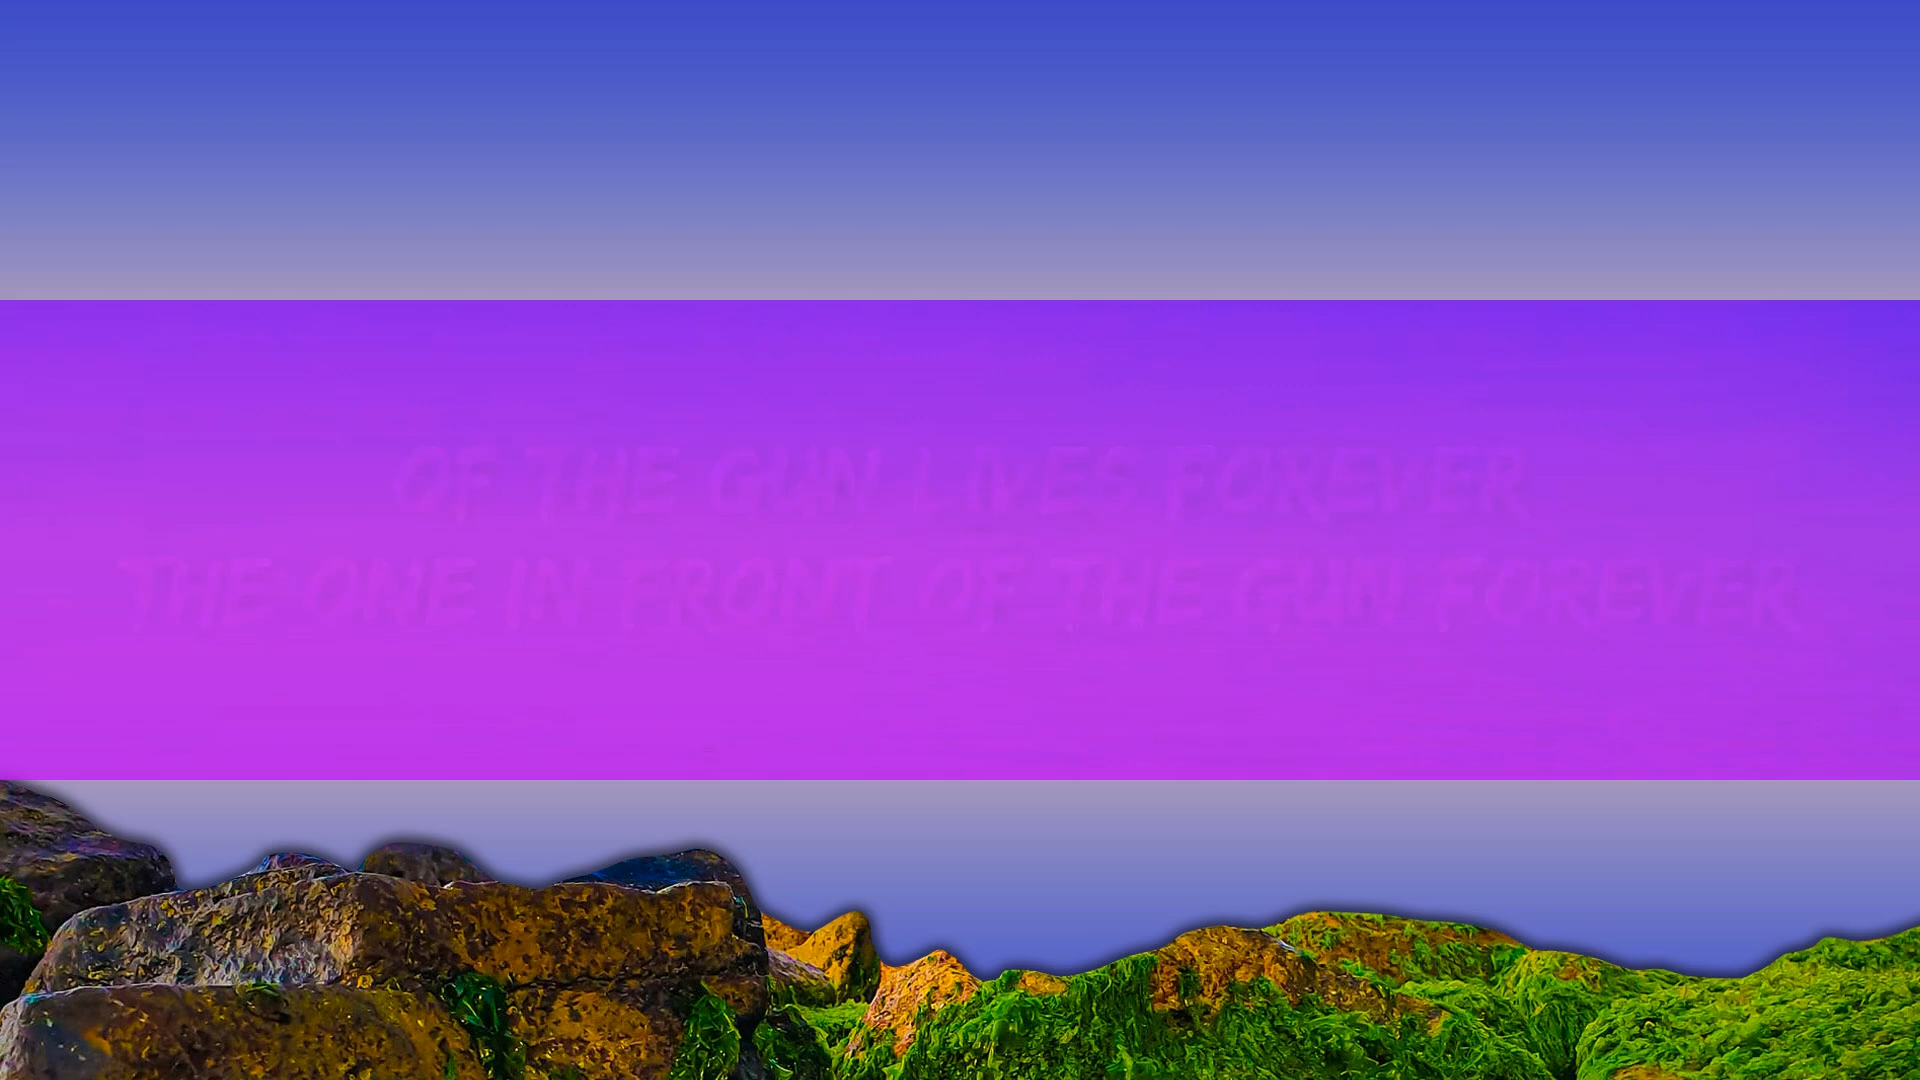 OF THE GUN LIVES FOREVER
THE ONE IN FRONT OF THE GUN FOREVER